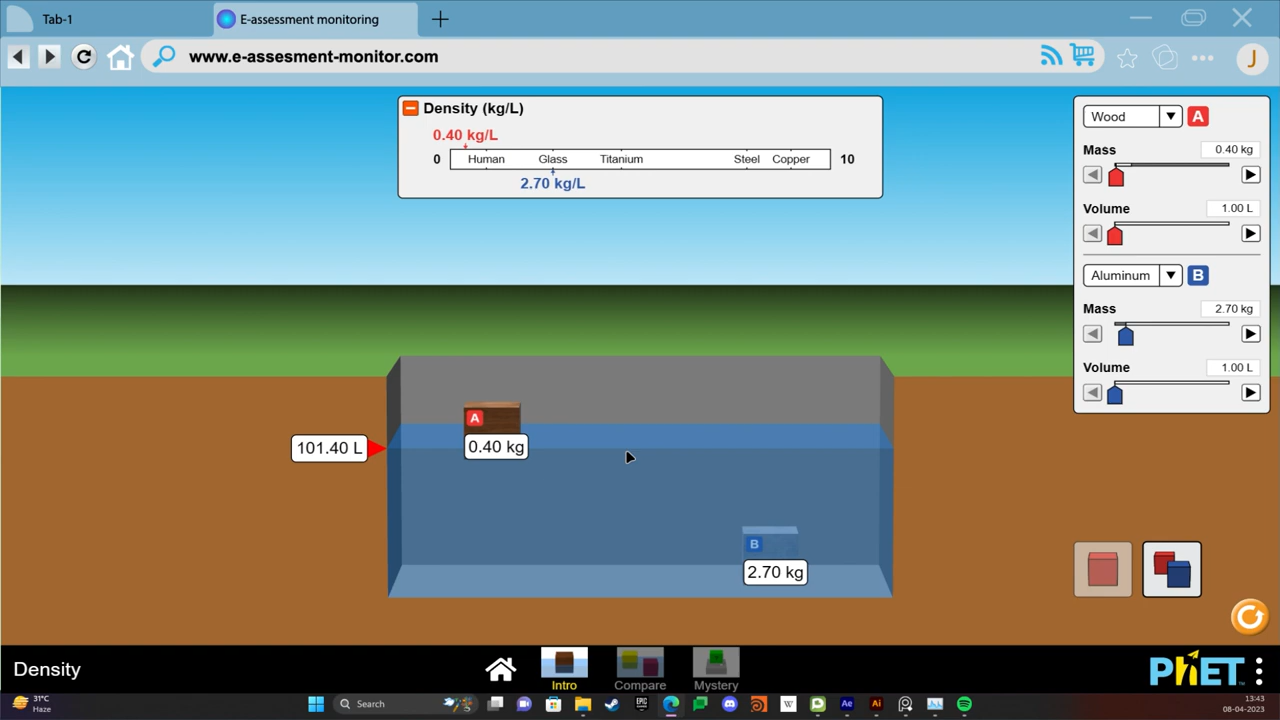 Tab-1
E-assessment monitoring
www.e-assesment-monitor.com
J
Density (kg/L)
0.40 kg/L
0 Human Glass Titanium Steel Copper 10
2.70 kg/L
Wood A
Mass 0.40 kg
Volume 1.00 L
Aluminum B
Mass 2.70 kg
Volume 1.00 L
A
0.40 kg
101.40 L
B
2.70 kg
Density
Intro
Compare
Mystery
PhET
31°C
Haze
Search
EPIC
W
Ae
Ai
13:43
08-04-2023